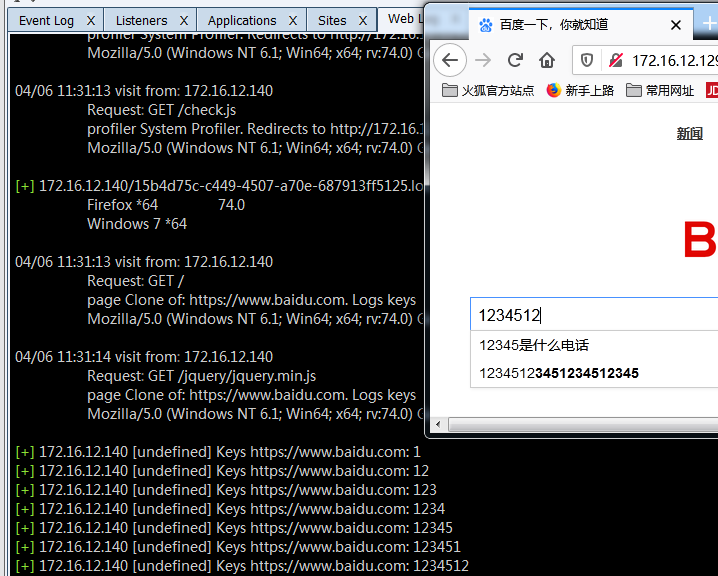 Event Log X Listeners X Applications X Sites X Web Log X
profiler System Profiler. Redirects to http://172.16.1
Mozilla/5.0 (Windows NT 6.1; Win64; x64; rv:74.0)
04/06 11:31:13 visit from: 172.16.12.140
Request: GET /check.js
profiler System Profiler. Redirects to http://172.16.1
Mozilla/5.0 (Windows NT 6.1; Win64; x64; rv:74.0)
[+] 172.16.12.140/15b4d75c-c449-4507-a70e-687913ff5125.lo
Firefox *64 74.0
Windows 7 *64
04/06 11:31:13 visit from: 172.16.12.140
Request: GET /
page Clone of: https://www.baidu.com. Logs keys
Mozilla/5.0 (Windows NT 6.1; Win64; x64; rv:74.0)
04/06 11:31:14 visit from: 172.16.12.140
Request: GET /jquery/jquery.min.js
page Clone of: https://www.baidu.com. Logs keys
Mozilla/5.0 (Windows NT 6.1; Win64; x64; rv:74.0)
[+] 172.16.12.140 [undefined] Keys https://www.baidu.com: 1
[+] 172.16.12.140 [undefined] Keys https://www.baidu.com: 12
[+] 172.16.12.140 [undefined] Keys https://www.baidu.com: 123
[+] 172.16.12.140 [undefined] Keys https://www.baidu.com: 1234
[+] 172.16.12.140 [undefined] Keys https://www.baidu.com: 12345
[+] 172.16.12.140 [undefined] Keys https://www.baidu.com: 123451
[+] 172.16.12.140 [undefined] Keys https://www.baidu.com: 1234512
百度一下，你就知道
172.16.12.129
火狐官方站点 新手上路 常用网址 JD
新闻
B
1234512
12345是什么电话
12345123451234512345